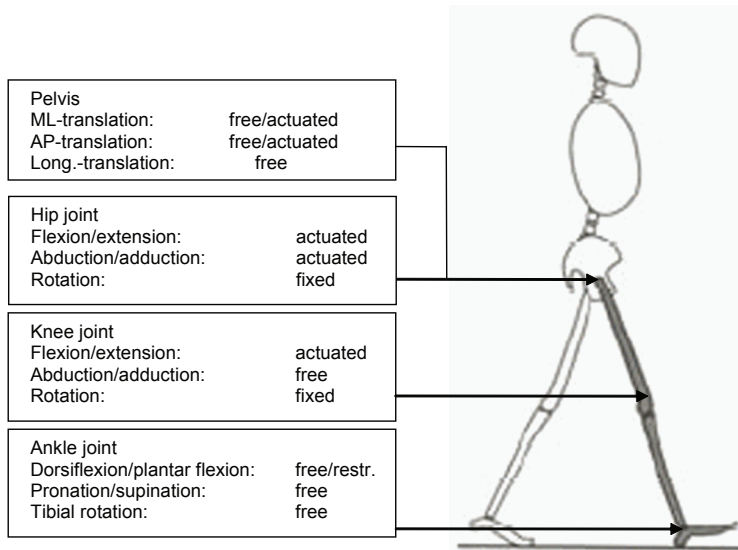 Pelvis
ML-translation: free/actuated
AP-translation: free/actuated
Long.-translation: free
Hip joint
Flexion/extension: actuated
Abduction/adduction: actuated
Rotation: fixed
Knee joint
Flexion/extension: actuated
Abduction/adduction: free
Rotation: fixed
Ankle joint
Dorsiflexion/plantar flexion: free/restr.
Pronation/supination: free
Tibial rotation: free